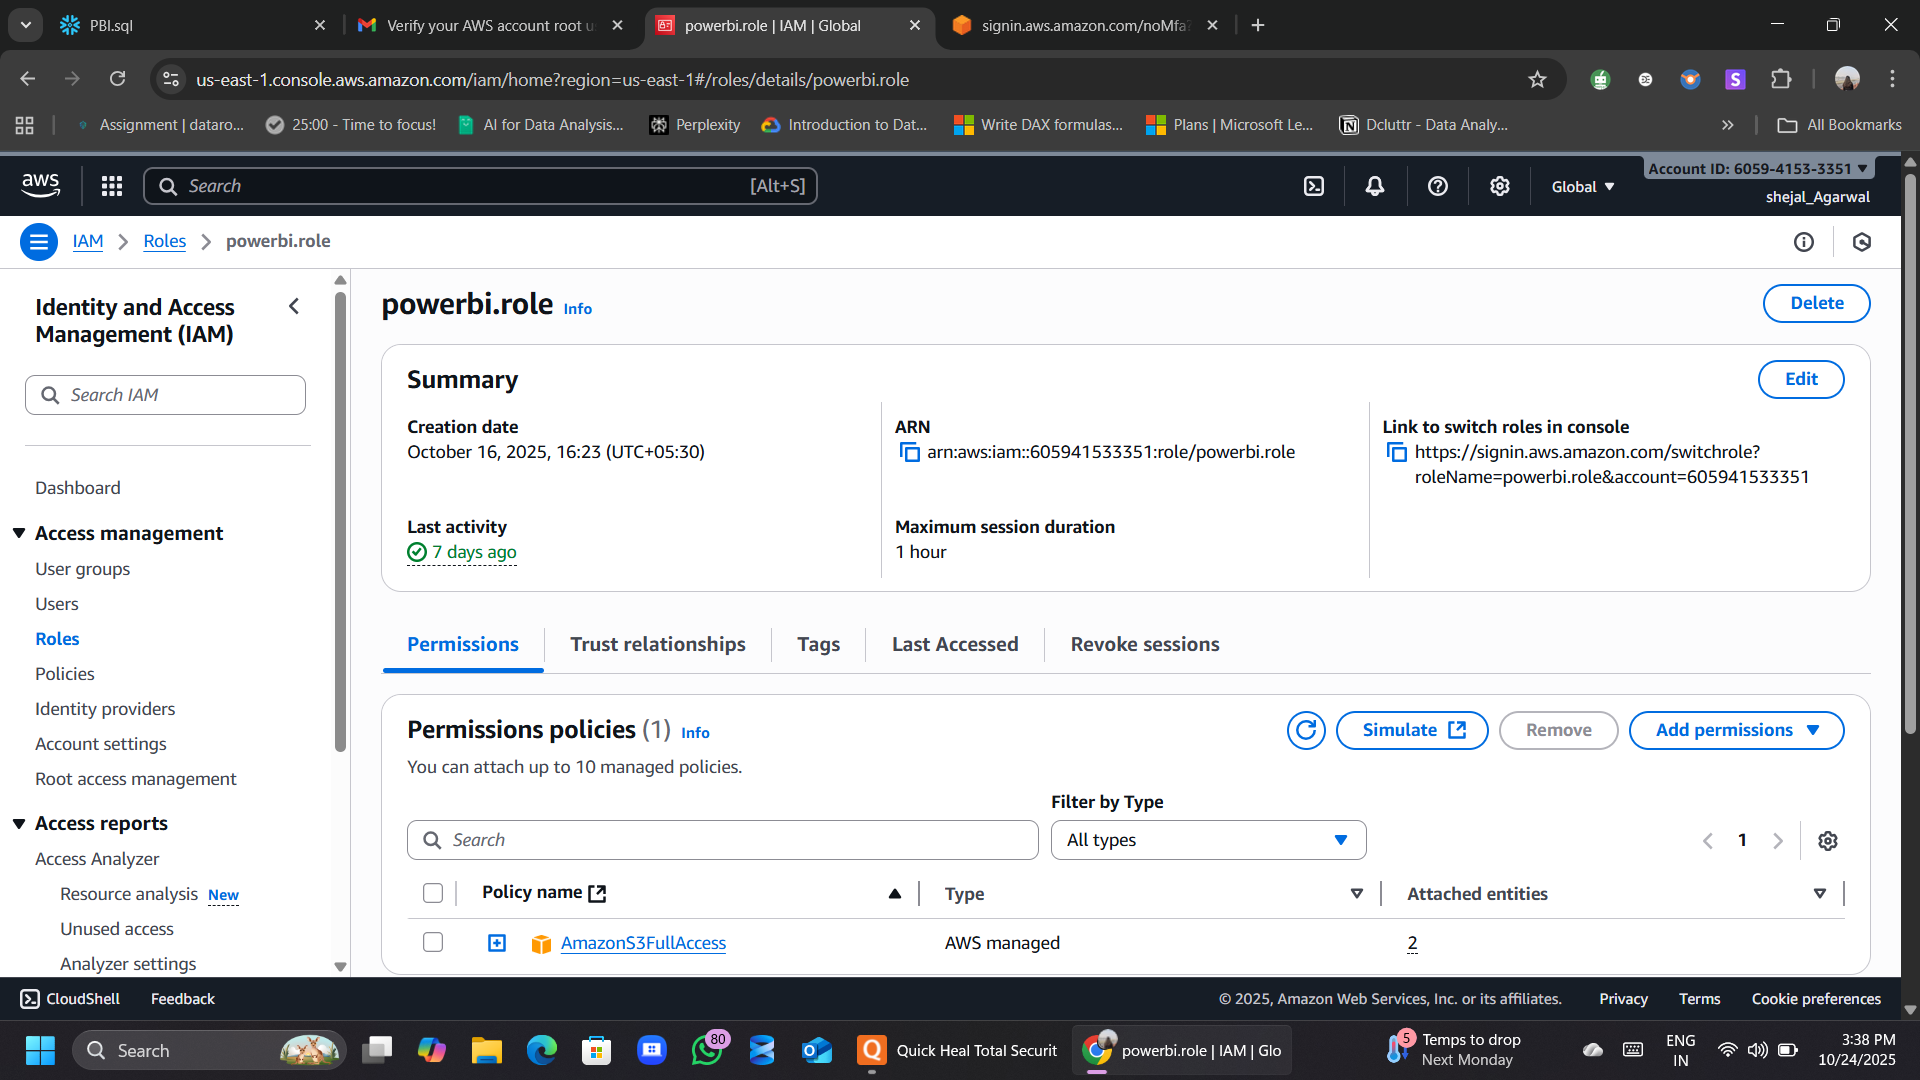 PBI.sql
Verify your AWS account root u
powerbi.role | IAM | Global
signin.aws.amazon.com/noMfa
us-east-1.console.aws.amazon.com/iam/home?region=us-east-1#/roles/details/powerbi.role
Assignment | dataro...
25:00 - Time to focus!
AI for Data Analysis...
Perplexity
Introduction to Dat...
Write DAX formulas...
Plans | Microsoft Le...
Dcluttr - Data Analy...
All Bookmarks
aws
Search [Alt+S]
Global
Account ID: 6059-4153-3351
shejal_Agarwal
IAM
Roles
powerbi.role
Identity and Access
Management (IAM)
Search IAM
Dashboard
Access management
User groups
Users
Roles
Policies
Identity providers
Account settings
Root access management
Access reports
Access Analyzer
Resource analysis New
Unused access
Analyzer settings
powerbi.role Info
Delete
Summary
Edit
Creation date
October 16, 2025, 16:23 (UTC+05:30)
ARN
arn:aws:iam::605941533351:role/powerbi.role
Link to switch roles in console
https://signin.aws.amazon.com/switchrole?
roleName=powerbi.role&account=605941533351
Last activity
7 days ago
Maximum session duration
1 hour
Permissions
Trust relationships
Tags
Last Accessed
Revoke sessions
Permissions policies (1) Info
Simulate
Remove
Add permissions
You can attach up to 10 managed policies.
Filter by Type
Search
All types
1
Policy name
Type
Attached entities
AmazonS3FullAccess
AWS managed
2
CloudShell
Feedback
© 2025, Amazon Web Services, Inc. or its affiliates.
Privacy
Terms
Cookie preferences
Search
80
Quick Heal Total Securit
powerbi.role | IAM | Glo
5
Temps to drop
Next Monday
ENG
IN
3:38 PM
10/24/2025